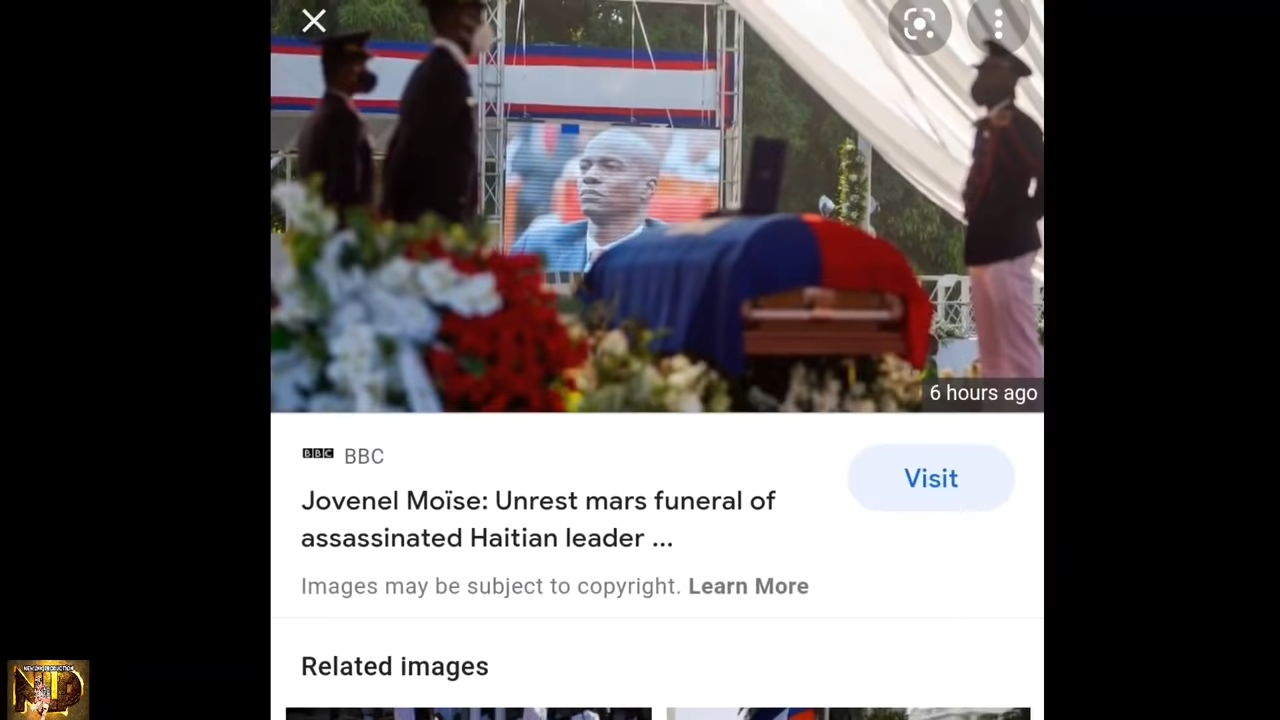 6 hours ago
BBC BBC
Visit
Jovenel Moïse: Unrest mars funeral of
assassinated Haitian leader ...
Images may be subject to copyright. Learn More
Related images